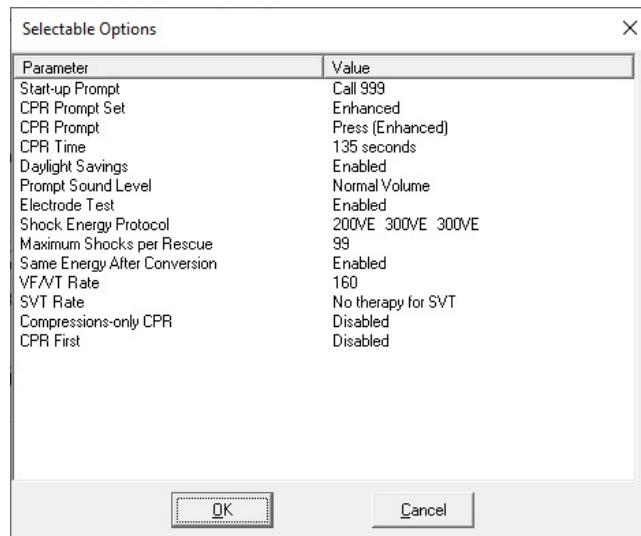 Selectable Options
Parameter Value
Start-up Prompt Call 999
CPR Prompt Set Enhanced
CPR Prompt Press (Enhanced)
CPR Time 135 seconds
Daylight Savings Enabled
Prompt Sound Level Normal Volume
Electrode Test Enabled
Shock Energy Protocol 200VE 300VE 300VE
Maximum Shocks per Rescue 99
Same Energy After Conversion Enabled
VF/VT Rate 160
SVT Rate No therapy for SVT
Compressions-only CPR Disabled
CPR First Disabled
OK Cancel